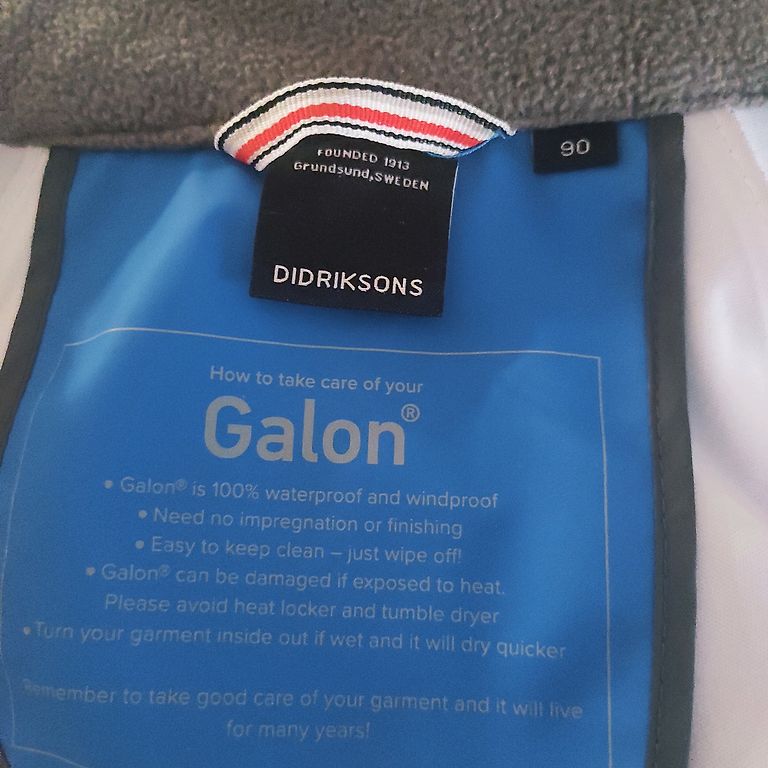 FOUNDED 1913
Grundsund, SWEDEN
DIDRIKSONS
90
How to take care of your
Galon®
• Galon® is 100% waterproof and windproof
• Need no impregnation or finishing
• Easy to keep clean – just wipe off!
• Galon® can be damaged if exposed to heat.
Please avoid heat locker and tumble dryer
• Turn your garment inside out if wet and it will dry quicker
Remember to take good care of your garment and it will live
for many years!